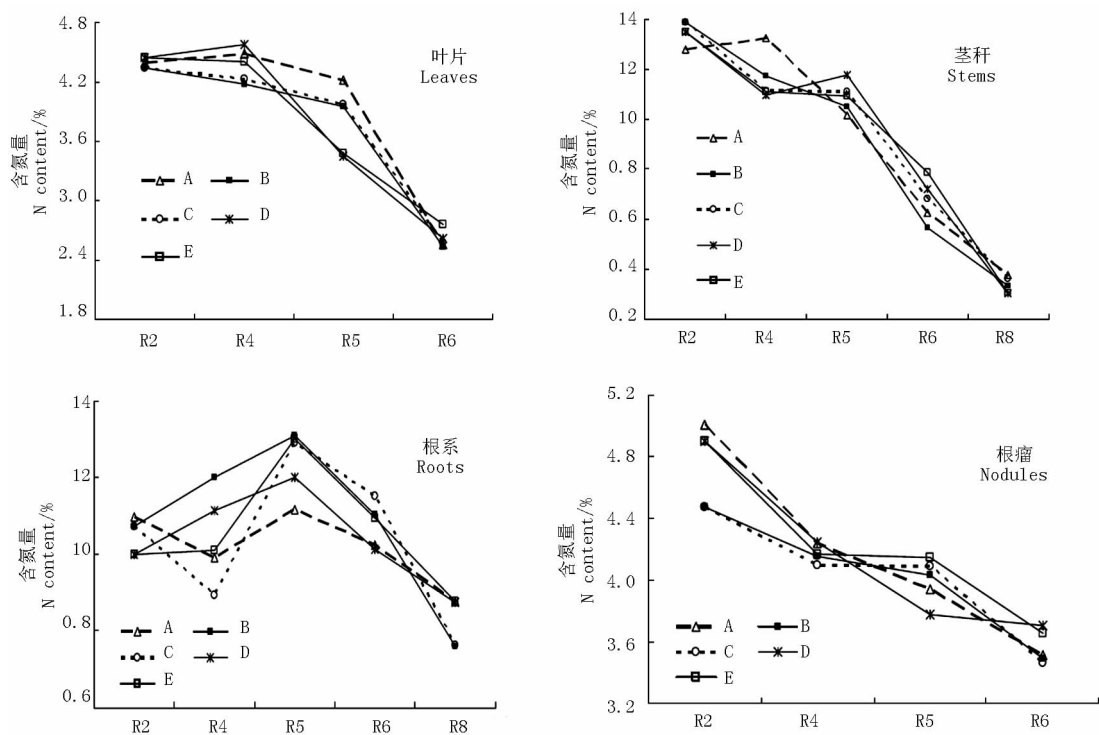 4.8
4.2
3.6
3.0
2.4
1.8
含氮量
N content/%
叶片
Leaves
A B
C D
E
R2 R4 R5 R6
14
12
10
0.8
0.6
0.4
0.2
含氮量
N content/%
茎秆
Stems
A
B
C
D
E
R2 R4 R5 R6 R8
14
12
10
0.8
0.6
含氮量
N content/%
根系
Roots
A B
C D
E
R2 R4 R5 R6 R8
5.2
4.8
4.4
4.0
3.6
3.2
含氮量
N content/%
根瘤
Nodules
A B
C D
E
R2 R4 R5 R6